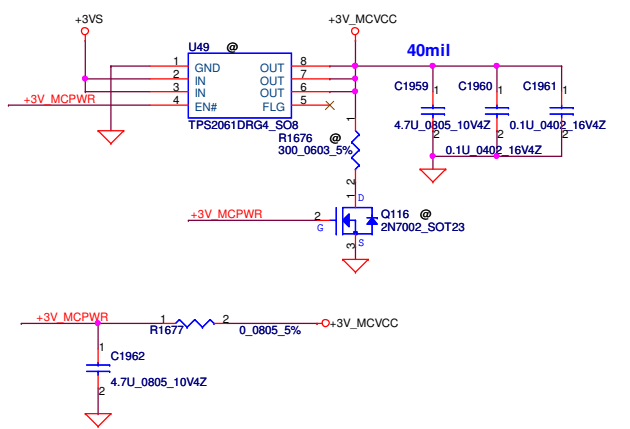 +3VS
+3V_MCVCC
U49 @
40mil
1 GND OUT 8
2 IN OUT 7
3 IN OUT 6
+3V_MCPWR 4 EN# FLG 5
TPS2061DRG4_SO8
C1959 C1960 C1961
1 1 1
4.7U_0805_10V4Z 0.1U_0402_16V4Z
2 2 2
0.1U_0402_16V4Z
1
R1676 @
300_0603_5%
2
1 D
+3V_MCPWR 2 G
Q116 @
2N7002_SOT23
3 S
+3V_MCPWR 1 2 +3V_MCVCC
R1677 0_0805_5%
1
C1962
4.7U_0805_10V4Z
2